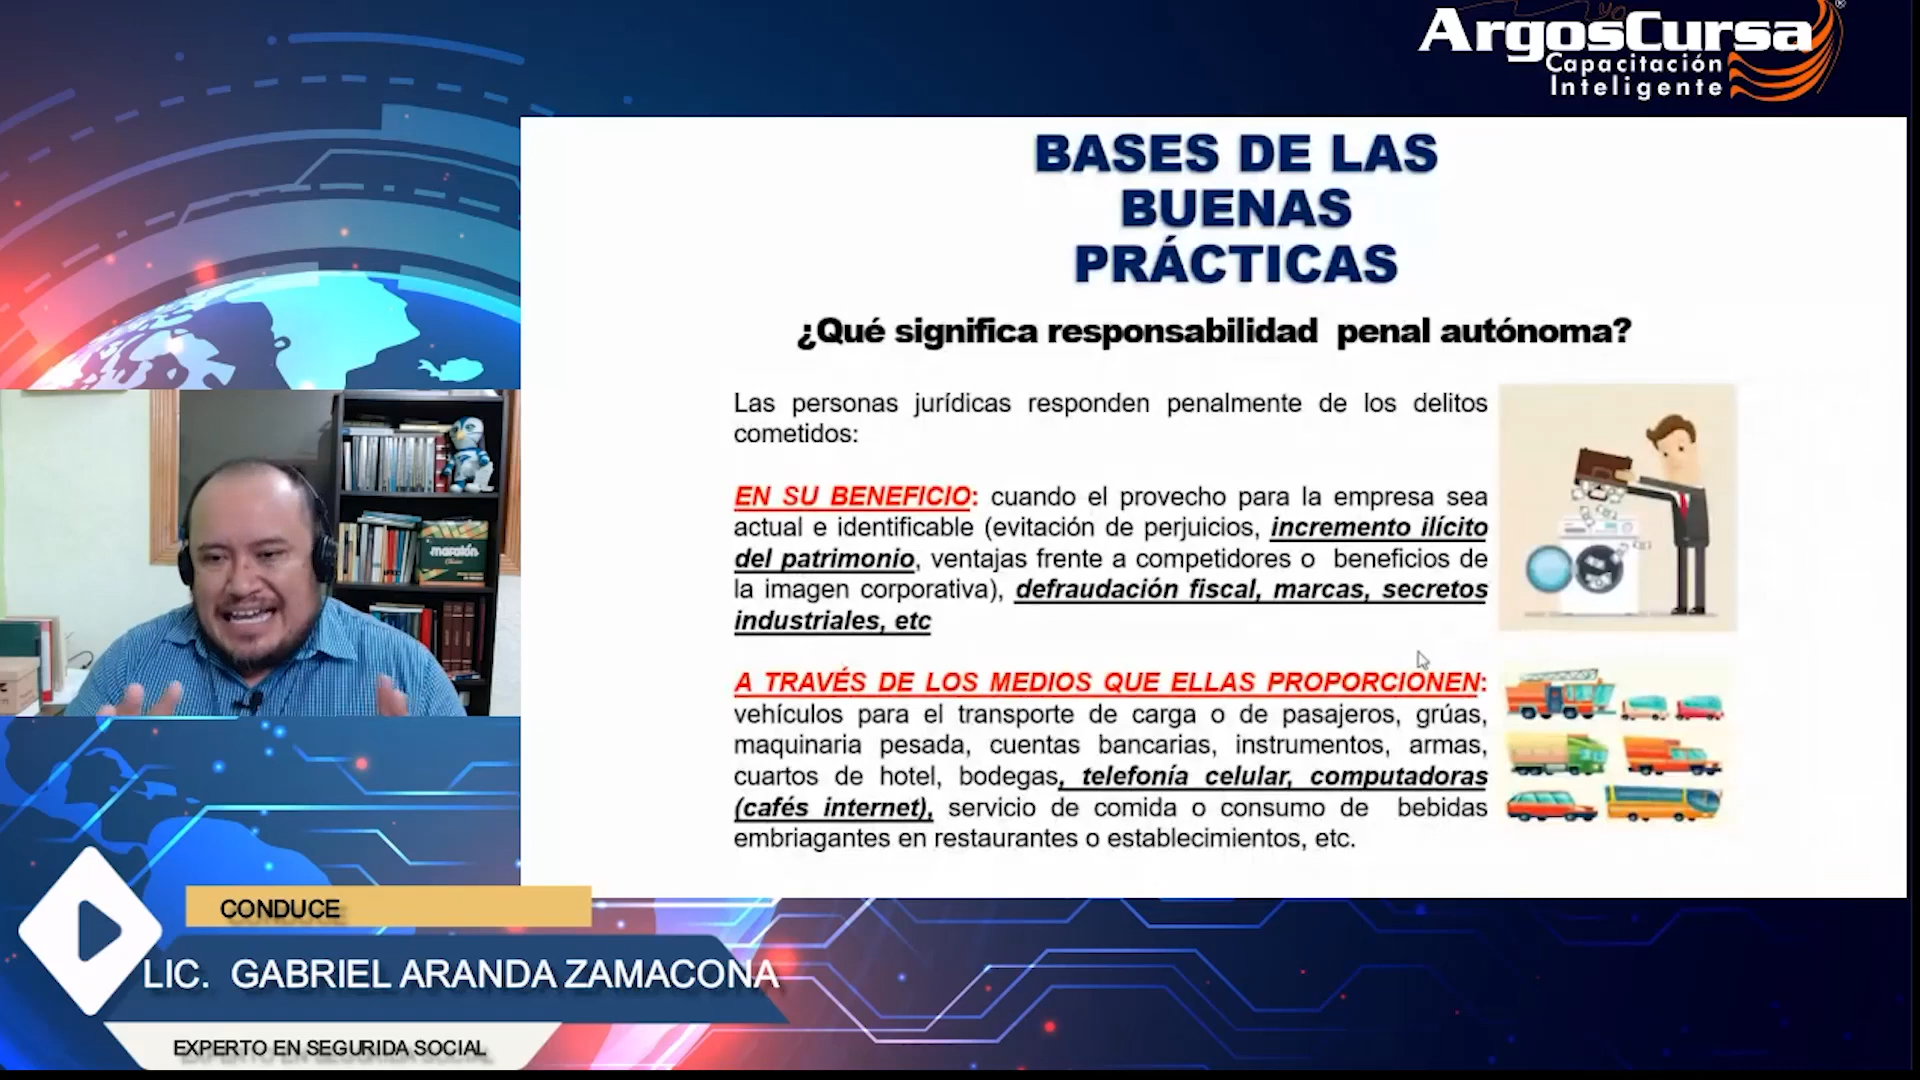 ArgosCursa
Capacitación
Inteligente
BASES DE LAS
BUENAS
PRÁCTICAS
¿Qué significa responsabilidad penal autónoma?
Las personas jurídicas responden penalmente de los delitos
cometidos:
EN SU BENEFICIO: cuando el provecho para la empresa sea
actual e identificable (evitación de perjuicios, incremento ilícito
del patrimonio, ventajas frente a competidores o beneficios de
la imagen corporativa), defraudación fiscal, marcas, secretos
industriales, etc
A TRAVÉS DE LOS MEDIOS QUE ELLAS PROPORCIONEN:
vehículos para el transporte de carga o de pasajeros, grúas,
maquinaria pesada, cuentas bancarias, instrumentos, armas,
cuartos de hotel, bodegas, telefonía celular, computadoras
(cafés internet), servicio de comida o consumo de bebidas
embriagantes en restaurantes o establecimientos, etc.
maratón
CONDUCE
LIC. GABRIEL ARANDA ZAMACONA
EXPERTO EN SEGURIDA SOCIAL